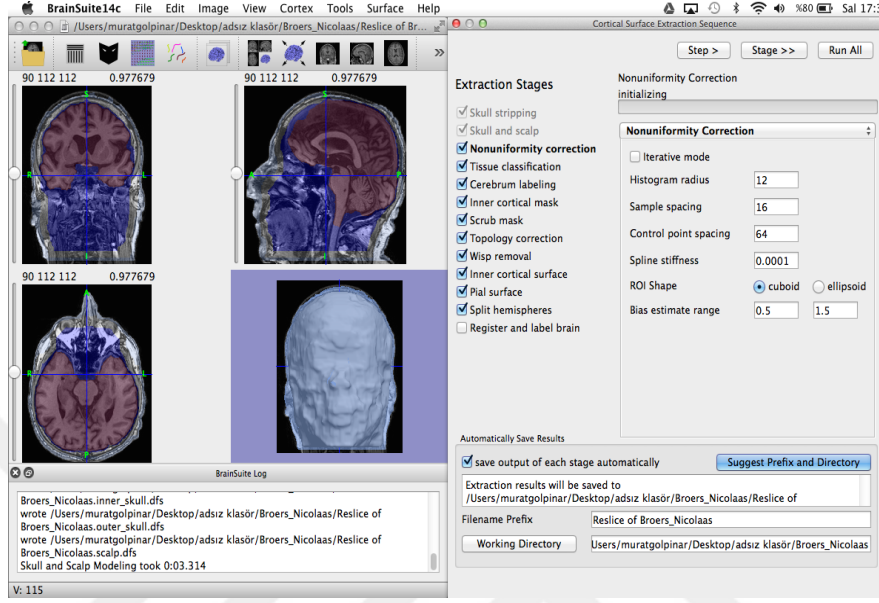 BrainSuite14c File Edit Image View Cortex Tools Surface Help %80 Sal 17:3
/Users/muratgolpinar/Desktop/adsız klasör/Broers_Nicolaas/Reslice of Br...
90 112 112 0.977679 90 112 112 0.977679
S S
R L A P
I I
90 112 112 0.977679
A
R L
P
BrainSuite Log
Broers_Nicolaas.inner_skull.dfs
wrote /Users/muratgolpinar/Desktop/adsız klasör/Broers_Nicolaas/Reslice of
Broers_Nicolaas.outer_skull.dfs
wrote /Users/muratgolpinar/Desktop/adsız klasör/Broers_Nicolaas/Reslice of
Broers_Nicolaas.scalp.dfs
Skull and Scalp Modeling took 0:03.314
V: 115
Cortical Surface Extraction Sequence
Step > Stage >> Run All
Extraction Stages
Skull stripping
Skull and scalp
Nonuniformity correction
Tissue classification
Cerebrum labeling
Inner cortical mask
Scrub mask
Topology correction
Wisp removal
Inner cortical surface
Pial surface
Split hemispheres
Register and label brain
Nonuniformity Correction
initializing
Nonuniformity Correction
Iterative mode
Histogram radius 12
Sample spacing 16
Control point spacing 64
Spline stiffness 0.0001
ROI Shape cuboid ellipsoid
Bias estimate range 0.5 1.5
Automatically Save Results
save output of each stage automatically Suggest Prefix and Directory
Extraction results will be saved to
/Users/muratgolpinar/Desktop/adsız klasör/Broers_Nicolaas/Reslice of
Filename Prefix Reslice of Broers_Nicolaas
Working Directory Users/muratgolpinar/Desktop/adsız klasör/Broers_Nicolaas